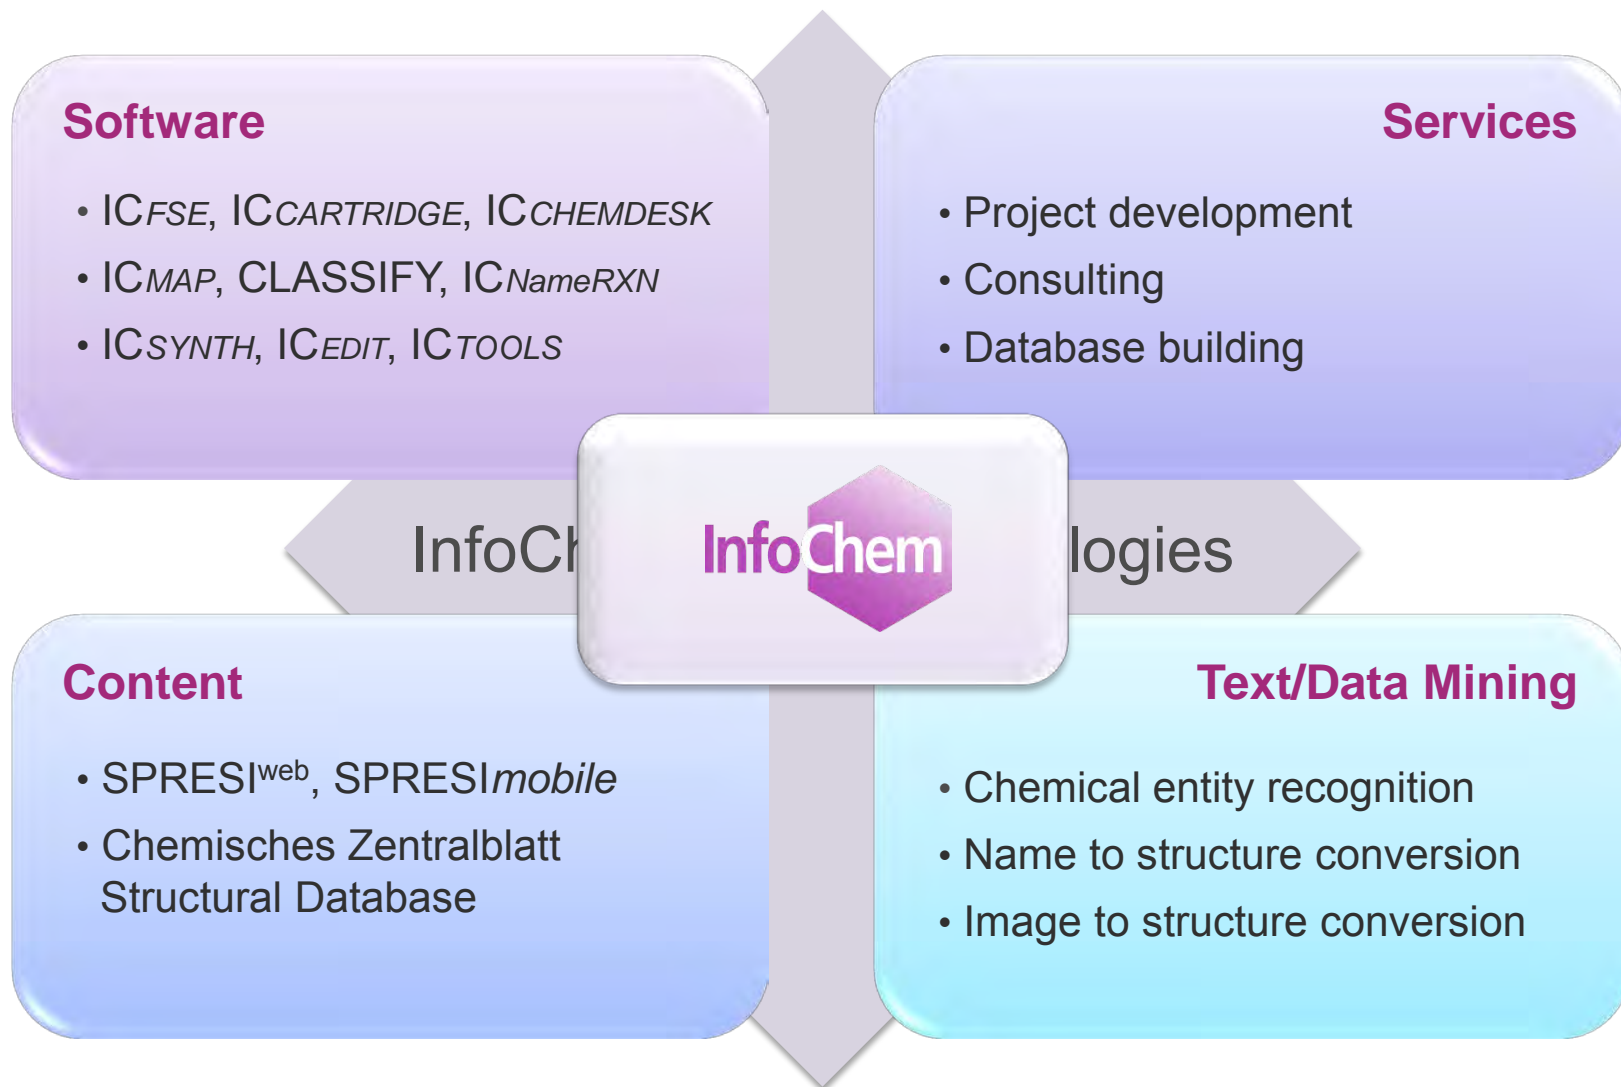 Software
• ICFSE, ICCARTRIDGE, ICCHEMDESK
• ICMAP, CLASSIFY, ICNameRXN
• ICSYNTH, ICEDIT, ICTOOLS
Services
• Project development
• Consulting
• Database building
InfoChem
Content
• SPRESIweb, SPRESImobile
• Chemisches Zentralblatt
Structural Database
Text/Data Mining
• Chemical entity recognition
• Name to structure conversion
• Image to structure conversion